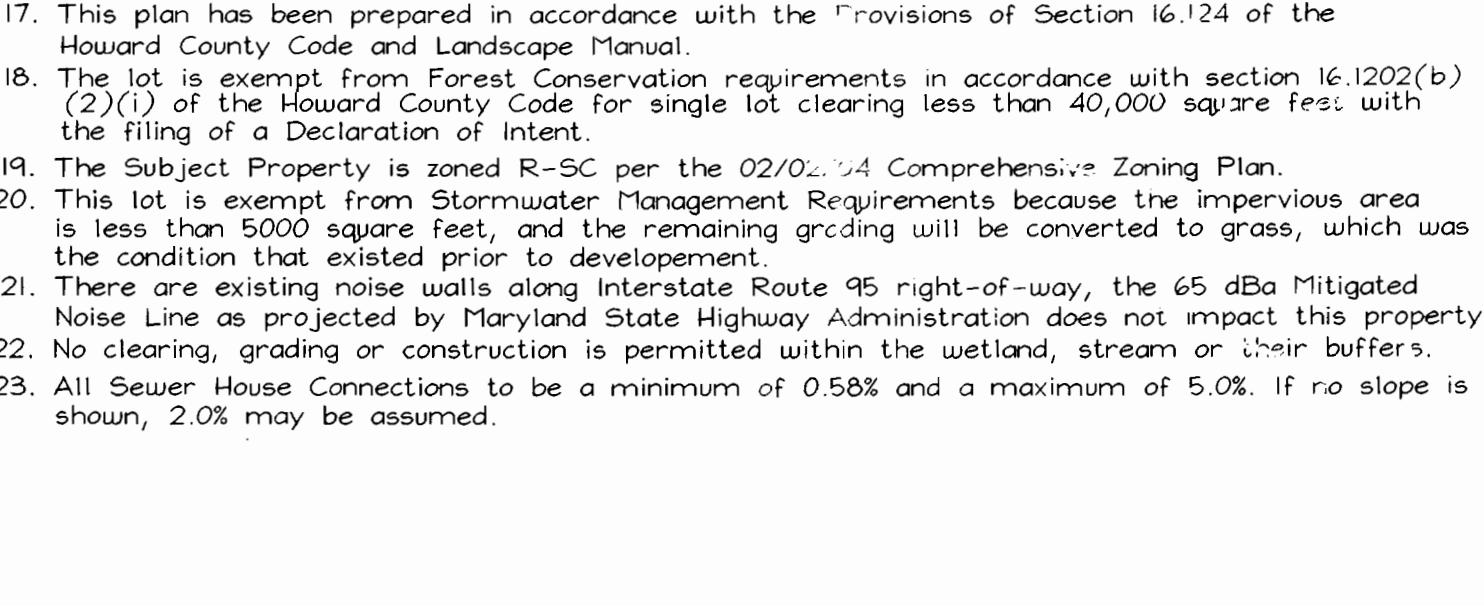 17. This plan has been prepared in accordance with the Provisions of Section 16.124 of the
Howard County Code and Landscape Manual.
18. The lot is exempt from Forest Conservation requirements in accordance with section 16.1202(b)
(2)(i) of the Howard County Code for single lot clearing less than 40,000 square feet with
the filing of a Declaration of Intent.
19. The Subject Property is zoned R-SC per the Comprehensive Zoning Plan.
20. This lot is exempt from Stormwater Management Requirements because the impervious area
is less than 5000 square feet, and the remaining grading will be converted to grass, which was
the condition that existed prior to developement.
21. There are existing noise walls along Interstate Route 95 right-of-way, the 65 dBa Mitigated
Noise Line as projected by Maryland State Highway Administration does not impact this property
22. No clearing, grading or construction is permitted within the wetland, stream or their buffers.
23. All Sewer House Connections to be a minimum of 0.58% and a maximum of 5.0%. If no slope is
shown, 2.0% may be assumed.